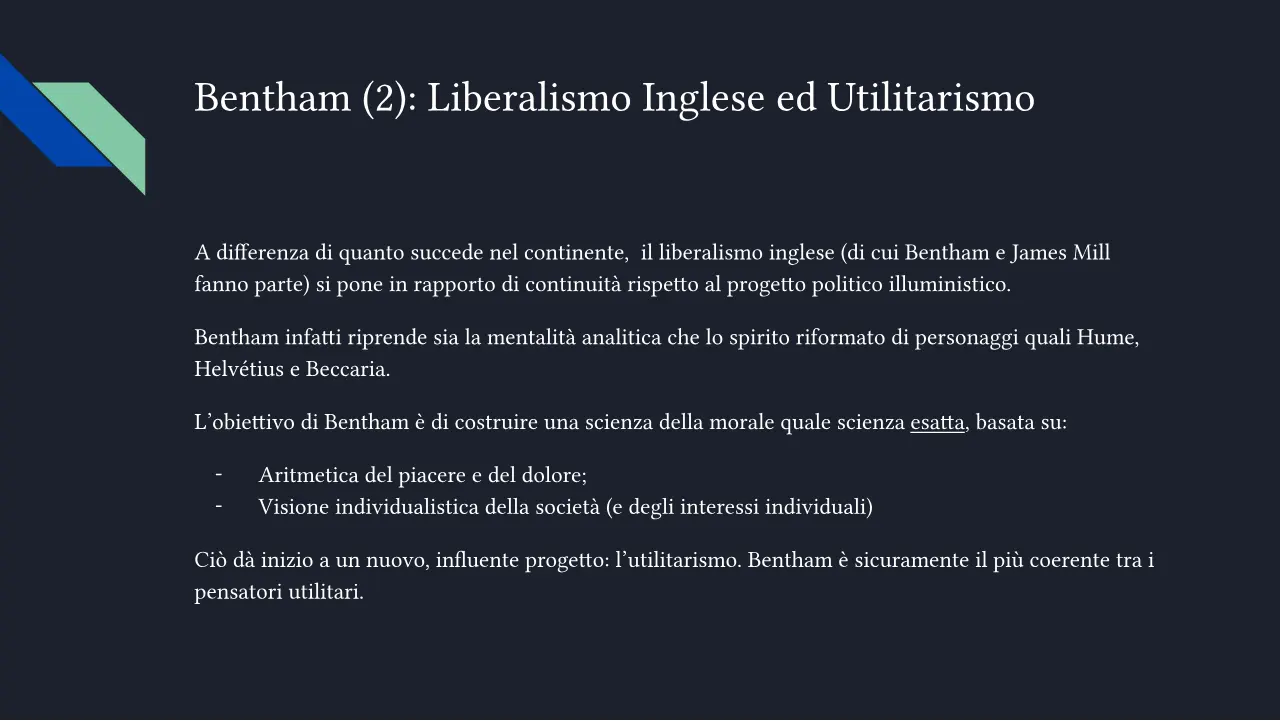 Bentham (2): Liberalismo Inglese ed Utilitarismo
A differenza di quanto succede nel continente,  il liberalismo inglese (di cui Bentham e James Mill
fanno parte) si pone in rapporto di continuità rispetto al progetto politico illuministico.
Bentham infatti riprende sia la mentalità analitica che lo spirito riformato di personaggi quali Hume,
Helvétius e Beccaria.
L’obiettivo di Bentham è di costruire una scienza della morale quale scienza esatta, basata su:
- Aritmetica del piacere e del dolore;
- Visione individualistica della società (e degli interessi individuali)
Ciò dà inizio a un nuovo, influente progetto: l’utilitarismo. Bentham è sicuramente il più coerente tra i
pensatori utilitari.